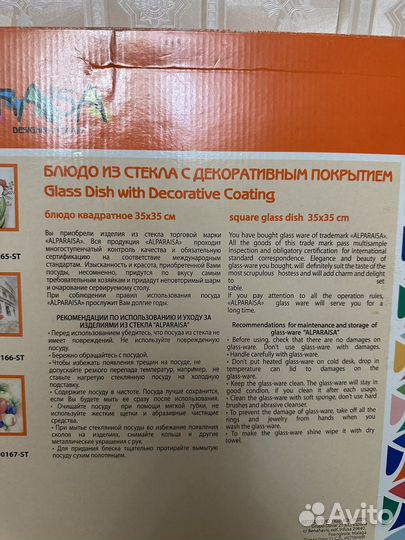 RAISA
БЛЮДО ИЗ СТЕКЛА С ДЕКОРАТИВНЫМ ПОКРЫТИЕМ
Glass Dish with Decorative Coating
блюдо квадратное 35х35 см
Вы приобрели изделия из стекла торговой марки
«ALPARAISA». Вся продукция «ALPARAISA» проходит
многоступенчатый контроль качества и обязательную
сертификацию на соответствие международным
стандартам. Изысканность и красота, приобретенной Вами
посуды, несомненно, придутся по вкусу самым
требовательным хозяйкам и придадут неповторимый шарм
и очарование сервируемому столу.
При соблюдении правил использования посуда
«ALPARAISA» прослужит Вам долгие годы.
РЕКОМЕНДАЦИИ ПО ИСПОЛЬЗОВАНИЮ И УХОДУ ЗА
ИЗДЕЛИЯМИ ИЗ СТЕКЛА "ALPARAISA"
• Перед использованием убедитесь, что посуда из стекла не
имеет повреждений. Не используйте поврежденную
посуду.
• Бережно обращайтесь с посудой.
• Чтобы избежать появления трещин на посуде, не
допускайте резкого перепада температур, например, не
ставьте нагретую стеклянную посуду на холодную
подставку.
• Содержите посуду в чистоте. Посуда лучше сохранится,
если Вы будете мыть ее сразу после использования.
• Очищайте посуду при помощи мягкой губки, не
используйте жесткие щетки и абразивные чистящие
средства.
• При мытье стеклянной посуды во избежание появления
сколов на изделии, снимайте кольца и другие
металлические украшения с рук.
• Для придания блеска тщательно протирайте вымытую
посуду сухим полотенцем.
square glass dish 35x35 cm
You have bought glass ware of trademark «ALPARAISA».
All the goods of this trade mark pass multisample
inspection and obligatory certification for international
standard correspondence. Elegance and beauty of
glass-ware you bought, will definitely suit the taste of the
most scrupulous hostess and will add charm and delight
to set
table.
If you pay attention to all the operation rules,
«ALPARAISA» glass ware will serve you for a
long time.
Recommendations for maintenance and storage of
glass-ware "ALPARAISA"
• Before using, check that there are no damages on
glass-ware. Don't use glass-ware with damages.
• Handle carefully with glass-ware.
• Don't put heated glass-ware on cold desk, drop in
temperature can lid to damages on the
glass-ware.
• Keep the glass-ware clean. The glass-ware will stay in
good condition, if you clean it after each usage.
• Clean the glass-ware with soft sponge, don't use hard
brushes and abrasive cleanser.
• To prevent the damage of glass-ware, take off all the
rings and jewelry from hands when you
wash the glass-ware.
• To make the glass-ware shine wipe it with dry
towel.
65-ST
166-ST
0167-ST
Avito